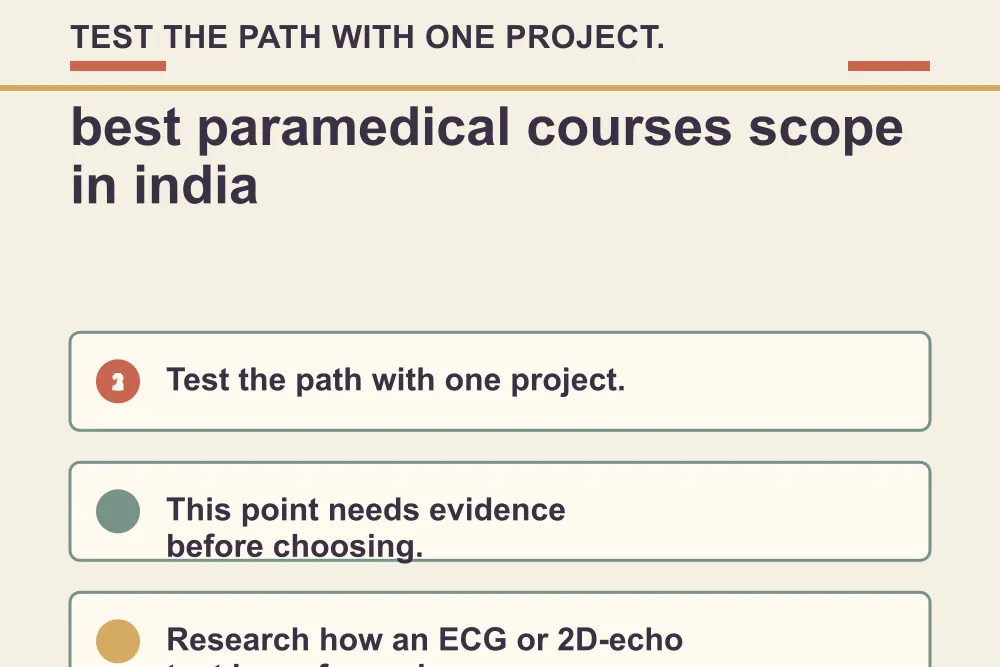 TEST THE PATH WITH ONE PROJECT.
best paramedical courses scope
in india
Test the path with one project.
This point needs evidence
before choosing.
Research how an ECG or 2D-echo